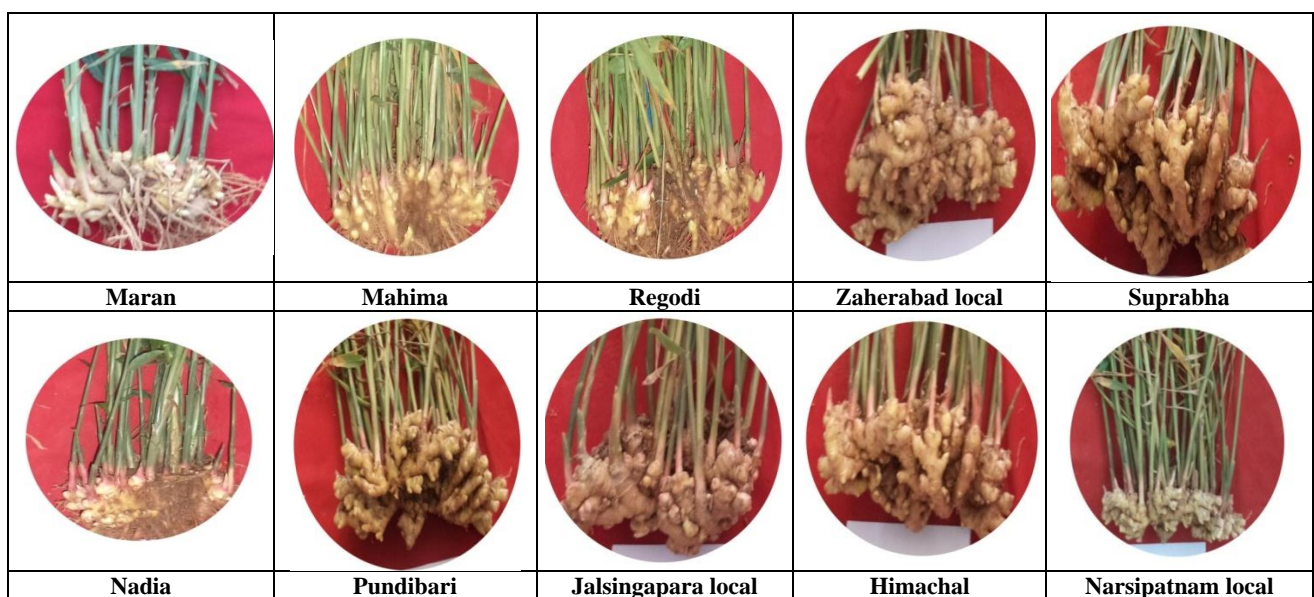 Maran
Mahima
Regodi
Zaherabad local
Suprabha
Nadia
Pundibari
Jalsingapara local
Himachal
Narsipatnam local